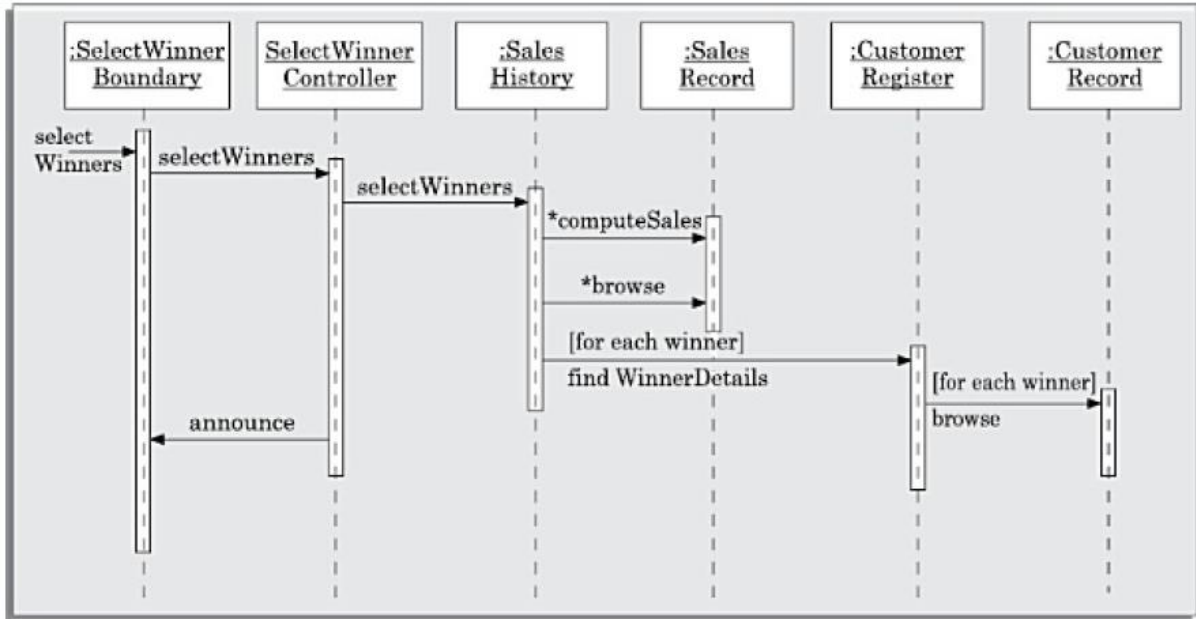 :SelectWinner
Boundary
SelectWinner
Controller
:Sales
History
:Sales
Record
:Customer
Register
:Customer
Record
select
Winners
selectWinners
selectWinners
*computeSales
*browse
[for each winner]
find WinnerDetails
[for each winner]
browse
announce